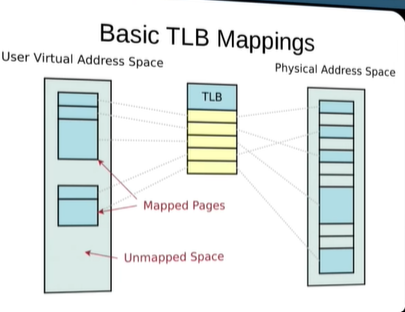 Basic TLB Mappings
User Virtual Address Space
Physical Address Space
TLB
Mapped Pages
Unmapped Space